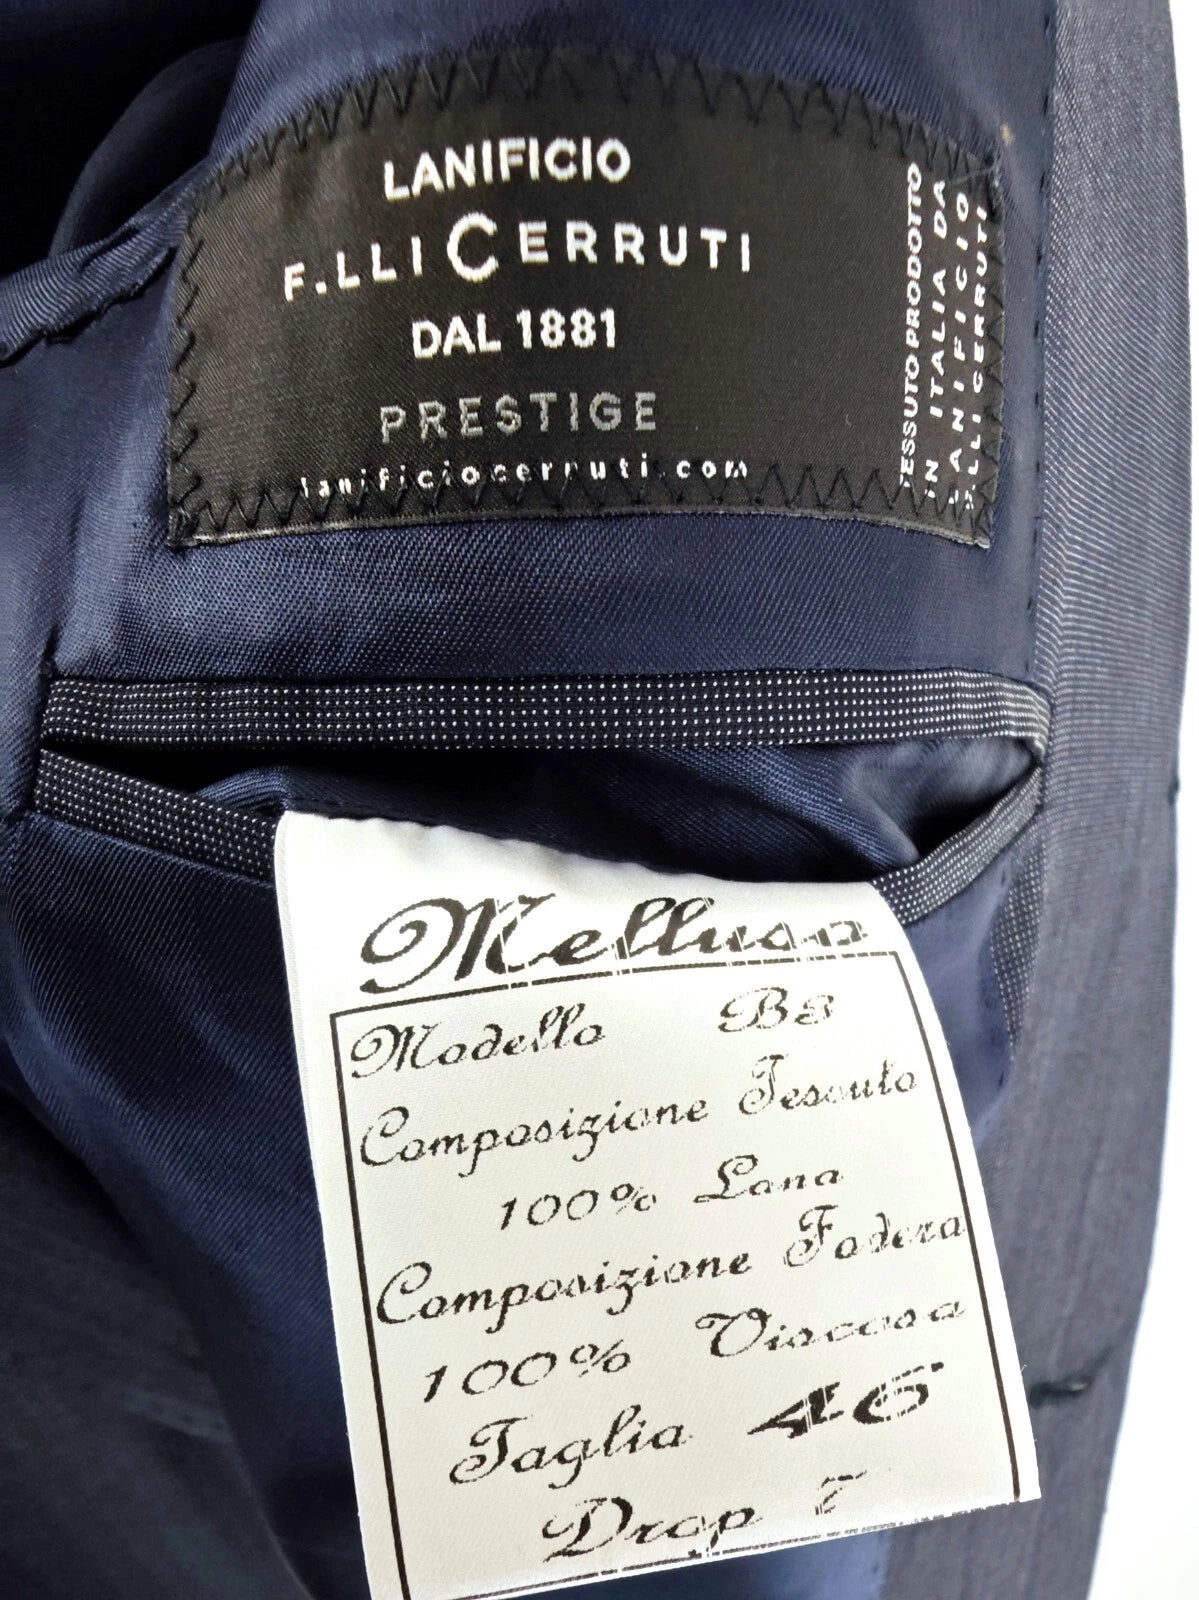 LANIFICIO
F.LLI CERRUTI
DAL 1881
PRESTIGE
lanificiocerruti.com
TESSUTO PRODOTTO
IN ITALIA DA
LANIFICIO
F.LLI CERRUTI
Melluso
Modello B3
Composizione Tessuto
100% Lana
Composizione Fodera
100% Viscosa
Taglia 46
Drop 7